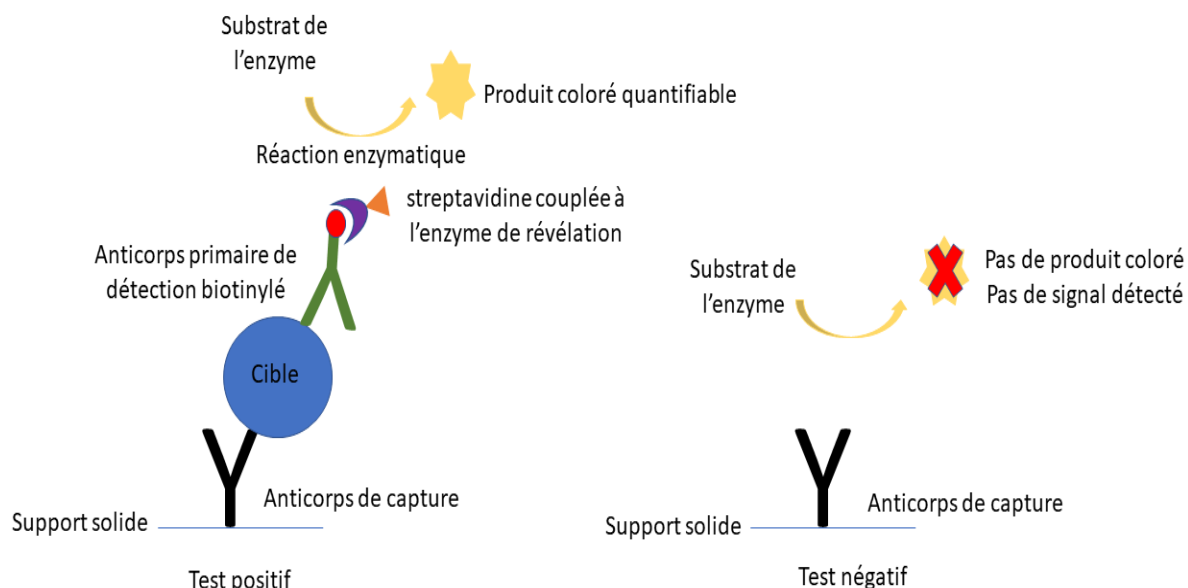 Substrat de
l’enzyme
Produit coloré quantifiable
Réaction enzymatique
streptavidine couplée à
l’enzyme de révélation
Anticorps primaire de
détection biotinylé
Cible
Anticorps de capture
Support solide
Test positif
Substrat de
l’enzyme
Pas de produit coloré
Pas de signal détecté
Anticorps de capture
Support solide
Test négatif